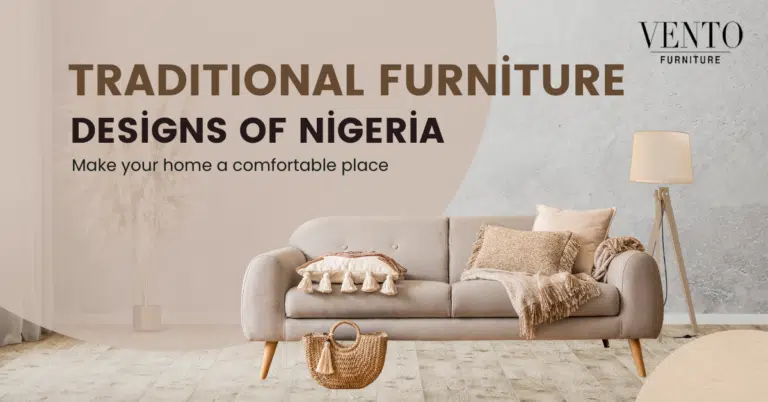 VENTO
FURNITURE
TRADITIONAL FURNİTURE
DESİGNS OF NİGERİA
Make your home a comfortable place